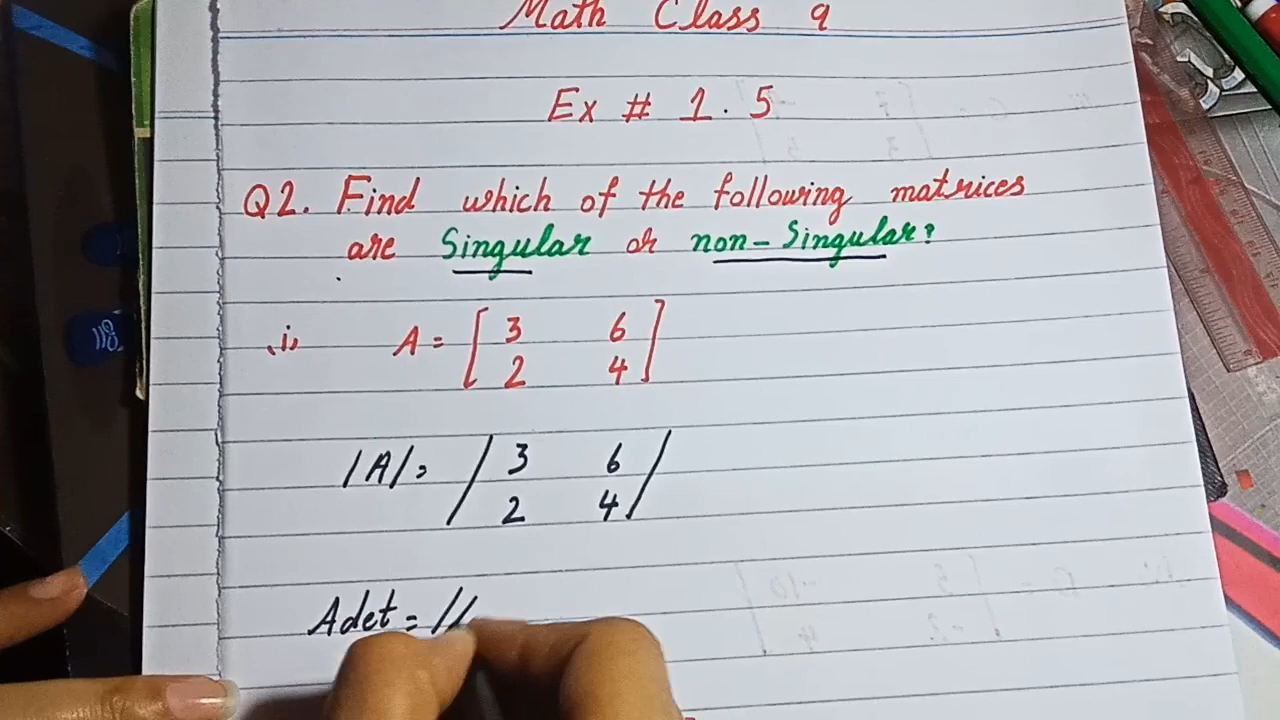 Math Class 9
Ex # 1.5
Q2. Find which of the following matrices
are Singular or non-Singular?
.i, A = [ 3 6
2 4 ]
|A| = | 3 6
2 4 |
Adet = ||